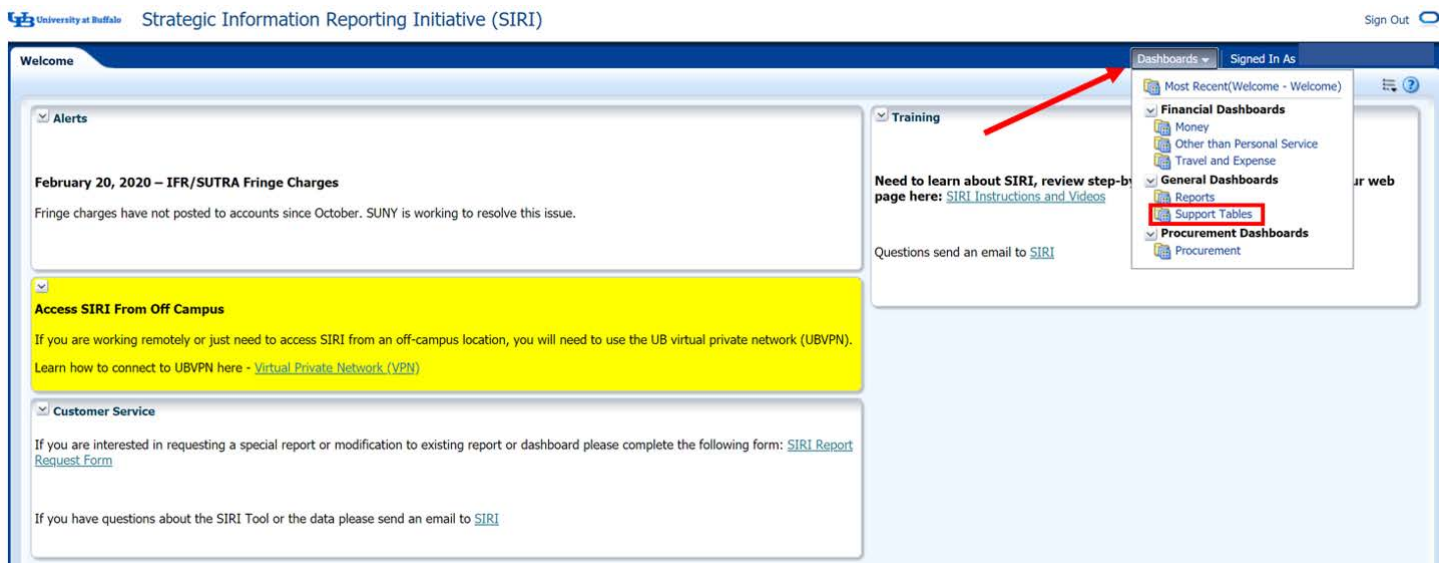 University at Buffalo Strategic Information Reporting Initiative (SIRI)
Sign Out
Welcome
Dashboards
Signed In As
Most Recent(Welcome - Welcome)
Financial Dashboards
Money
Other than Personal Service
Travel and Expense
General Dashboards
Reports
Support Tables
Procurement Dashboards
Procurement
Alerts
February 20, 2020 – IFR/SUTRA Fringe Charges
Fringe charges have not posted to accounts since October. SUNY is working to resolve this issue.
Access SIRI From Off Campus
If you are working remotely or just need to access SIRI from an off-campus location, you will need to use the UB virtual private network (UBVPN).
Learn how to connect to UBVPN here - Virtual Private Network (VPN)
Customer Service
If you are interested in requesting a special report or modification to existing report or dashboard please complete the following form: SIRI Report
Request Form
If you have questions about the SIRI Tool or the data please send an email to SIRI
Training
Need to learn about SIRI, review web
page here: SIRI Instructions and Videos
Questions send an email to SIRI